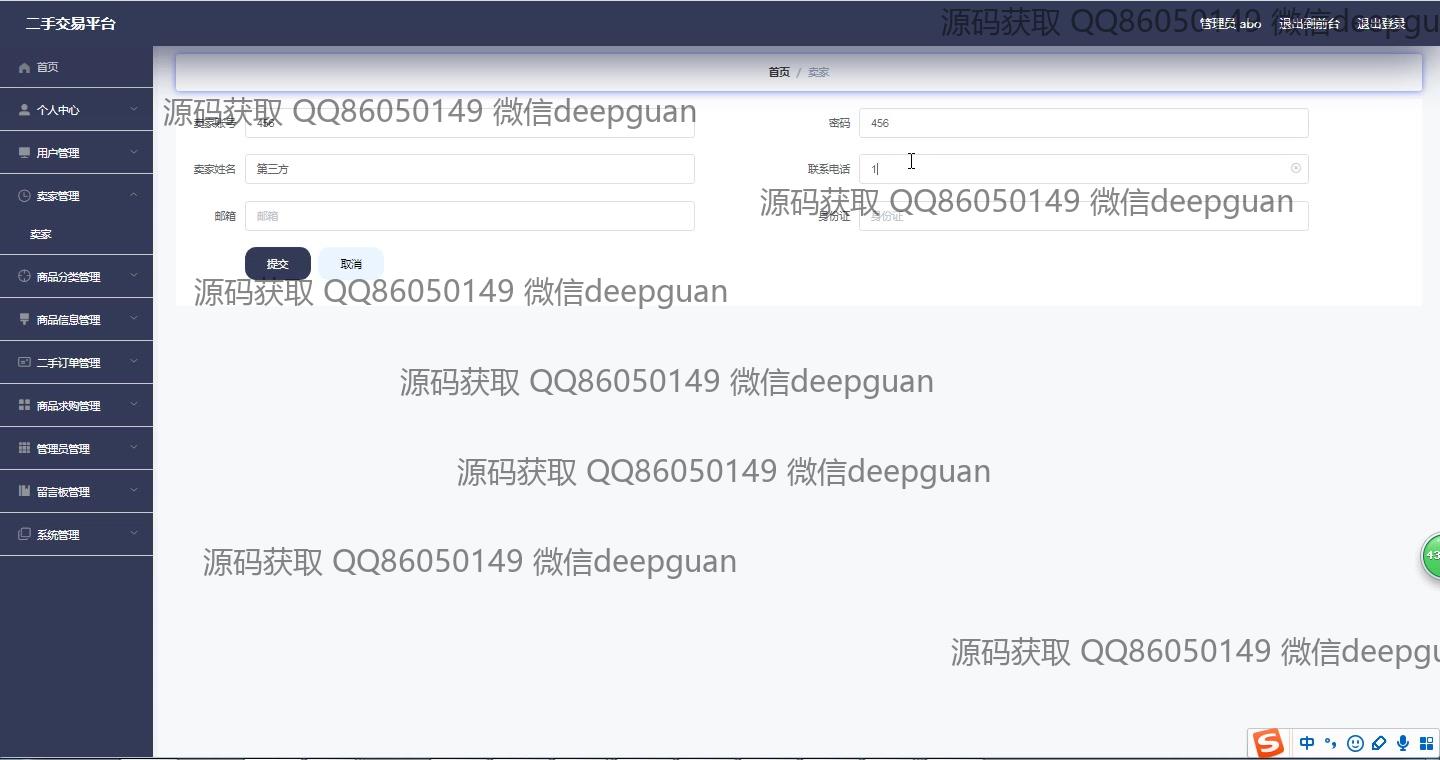 二手交易平台
源码获取 QQ86050149 微信deepgu
管理员 abo 退出到前台 退出登录
首页
首页 / 卖家
个人中心
用户管理
卖家管理
卖家
商品分类管理
商品信息管理
二手订单管理
商品求购管理
管理员管理
留言板管理
系统管理
源码获取 QQ86050149 微信deepguan
卖家账号 456
密码 456
卖家姓名 第三方
联系电话 1
源码获取 QQ86050149 微信deepguan
邮箱 邮箱
身份证 身份证
提交 取消
源码获取 QQ86050149 微信deepguan
源码获取 QQ86050149 微信deepguan
源码获取 QQ86050149 微信deepguan
源码获取 QQ86050149 微信deepguan
43
源码获取 QQ86050149 微信deepgu
中